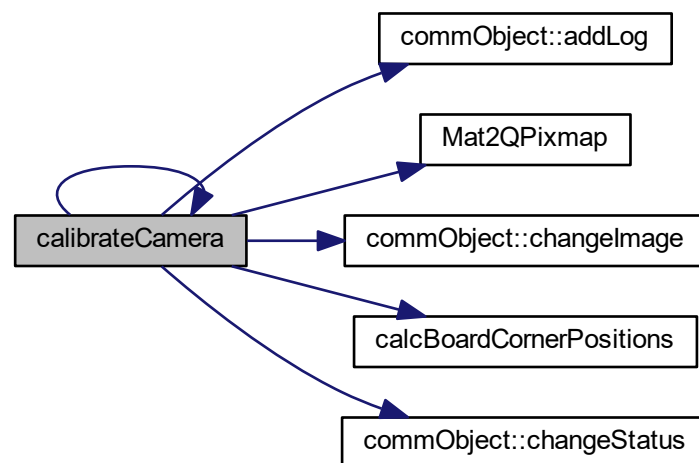 commObject::addLog
Mat2QPixmap
calibrateCamera
commObject::changeImage
calcBoardCornerPositions
commObject::changeStatus